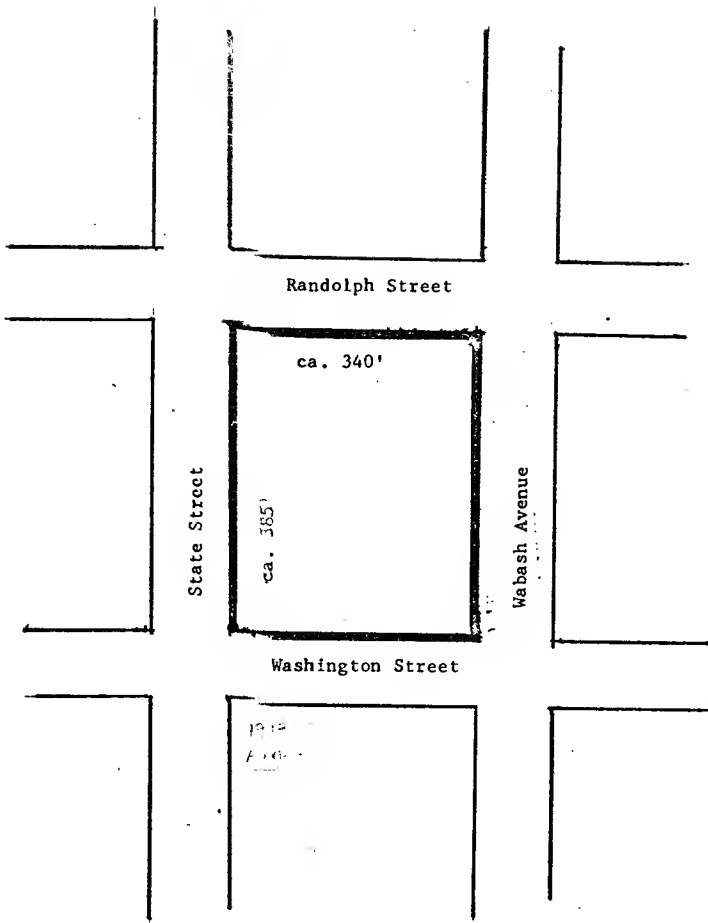 Randolph Street
ca. 340'
State Street
ca. 385'
Wabash Avenue
Washington Street